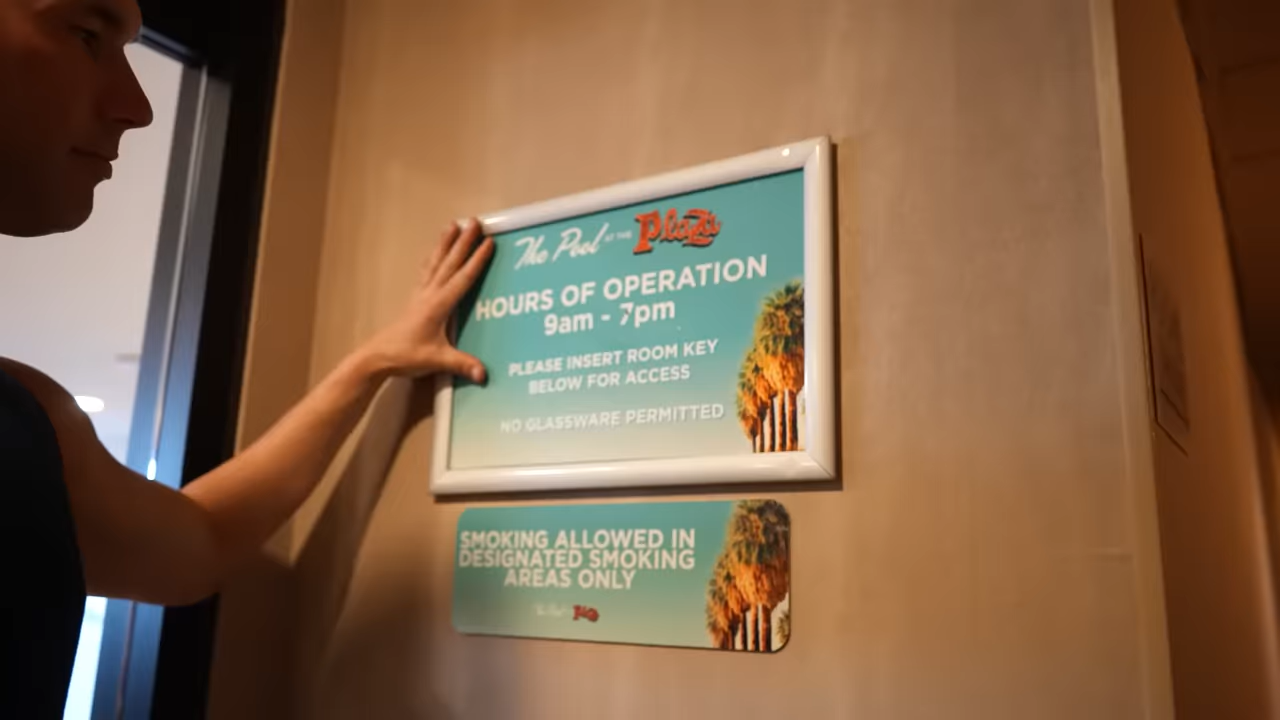 The Pool AT THE Plaza
HOURS OF OPERATION
9am - 7pm
PLEASE INSERT ROOM KEY
BELOW FOR ACCESS
NO GLASSWARE PERMITTED
SMOKING ALLOWED IN
DESIGNATED SMOKING
AREAS ONLY